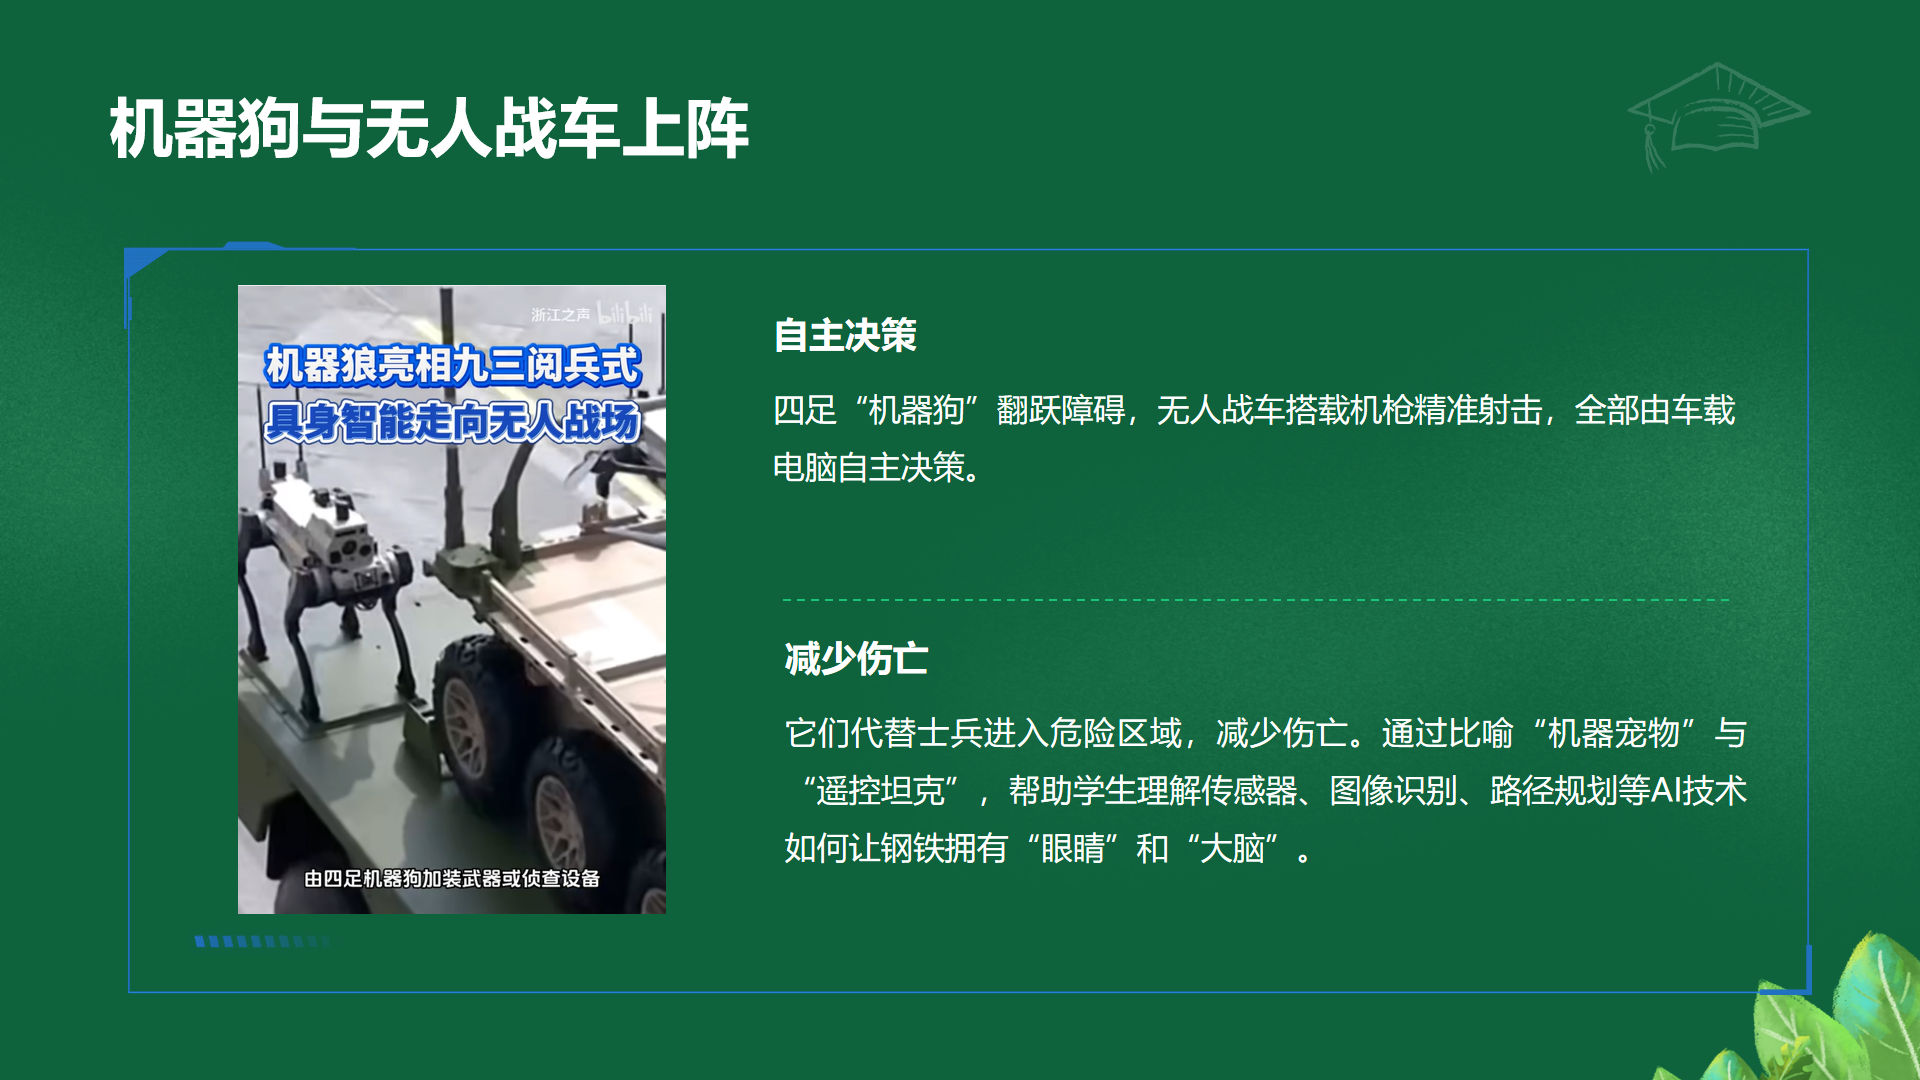 机器狗与无人战车上阵
浙江之声 bilibili
机器狼亮相九三阅兵式
具身智能走向无人战场
由四足机器狗加装武器或侦查设备
自主决策
四足“机器狗”翻跃障碍，无人战车搭载机枪精准射击，全部由车载
电脑自主决策。
减少伤亡
它们代替士兵进入危险区域，减少伤亡。通过比喻“机器宠物”与
“遥控坦克”，帮助学生理解传感器、图像识别、路径规划等AI技术
如何让钢铁拥有“眼睛”和“大脑”。